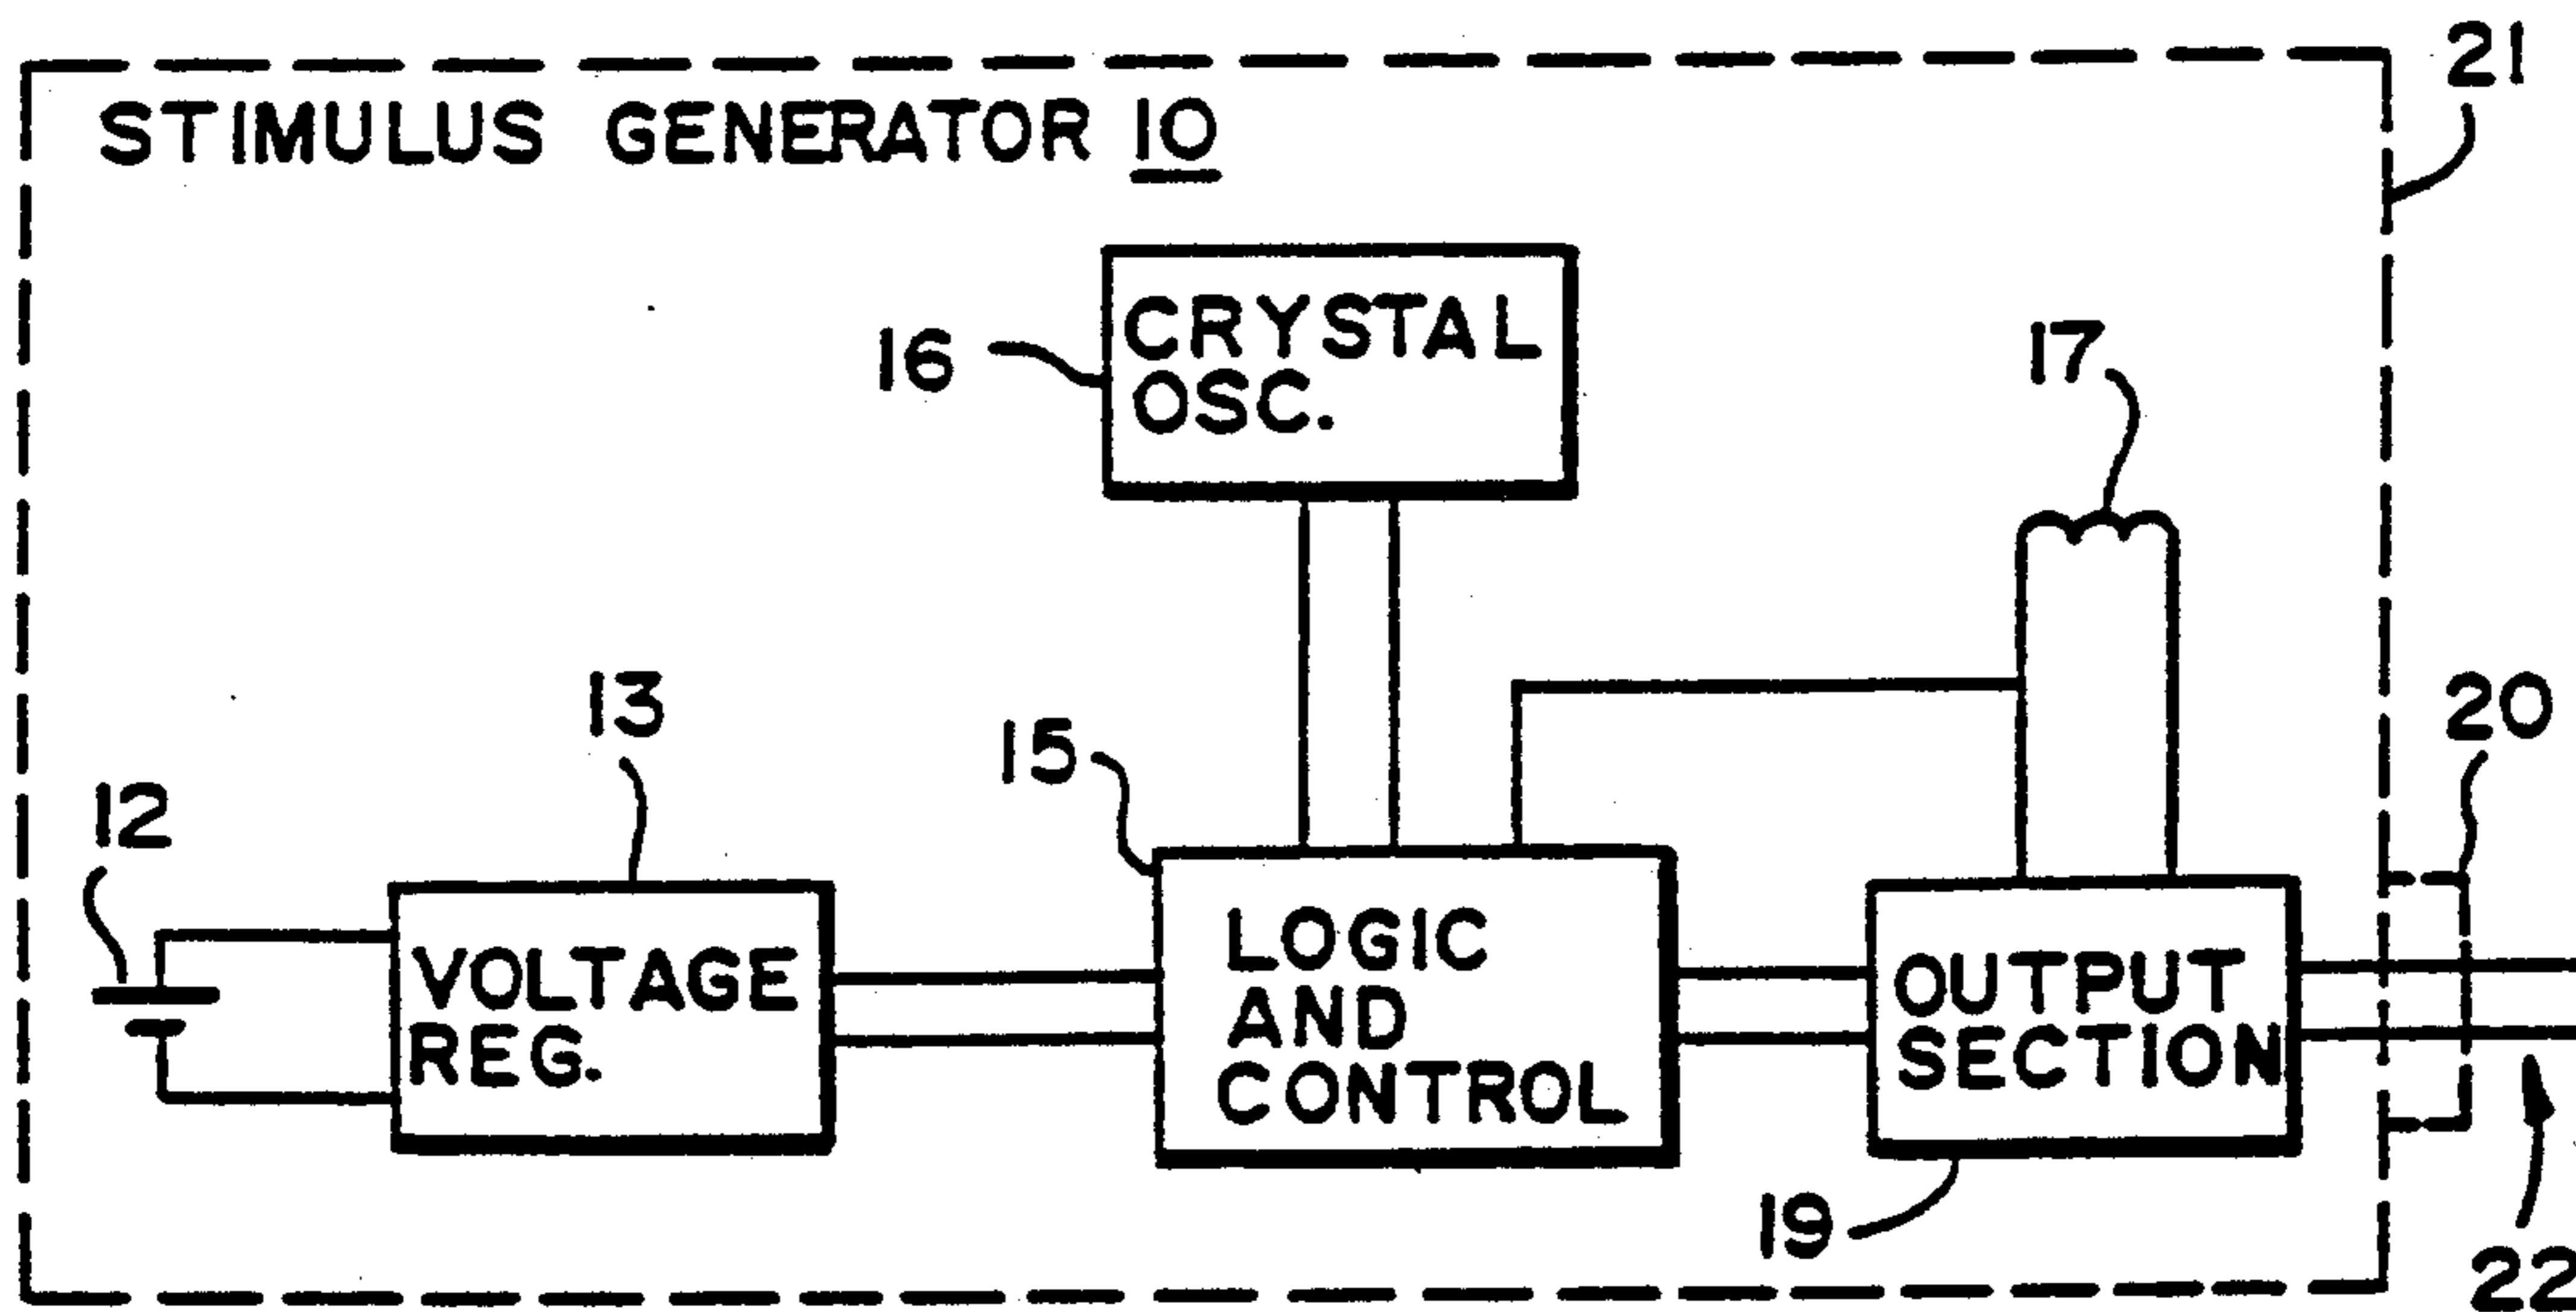 21
STIMULUS GENERATOR 10
CRYSTAL
OSC.
16
17
13
15
20
12
VOLTAGE
REG.
LOGIC
AND
CONTROL
OUTPUT
SECTION
19
22